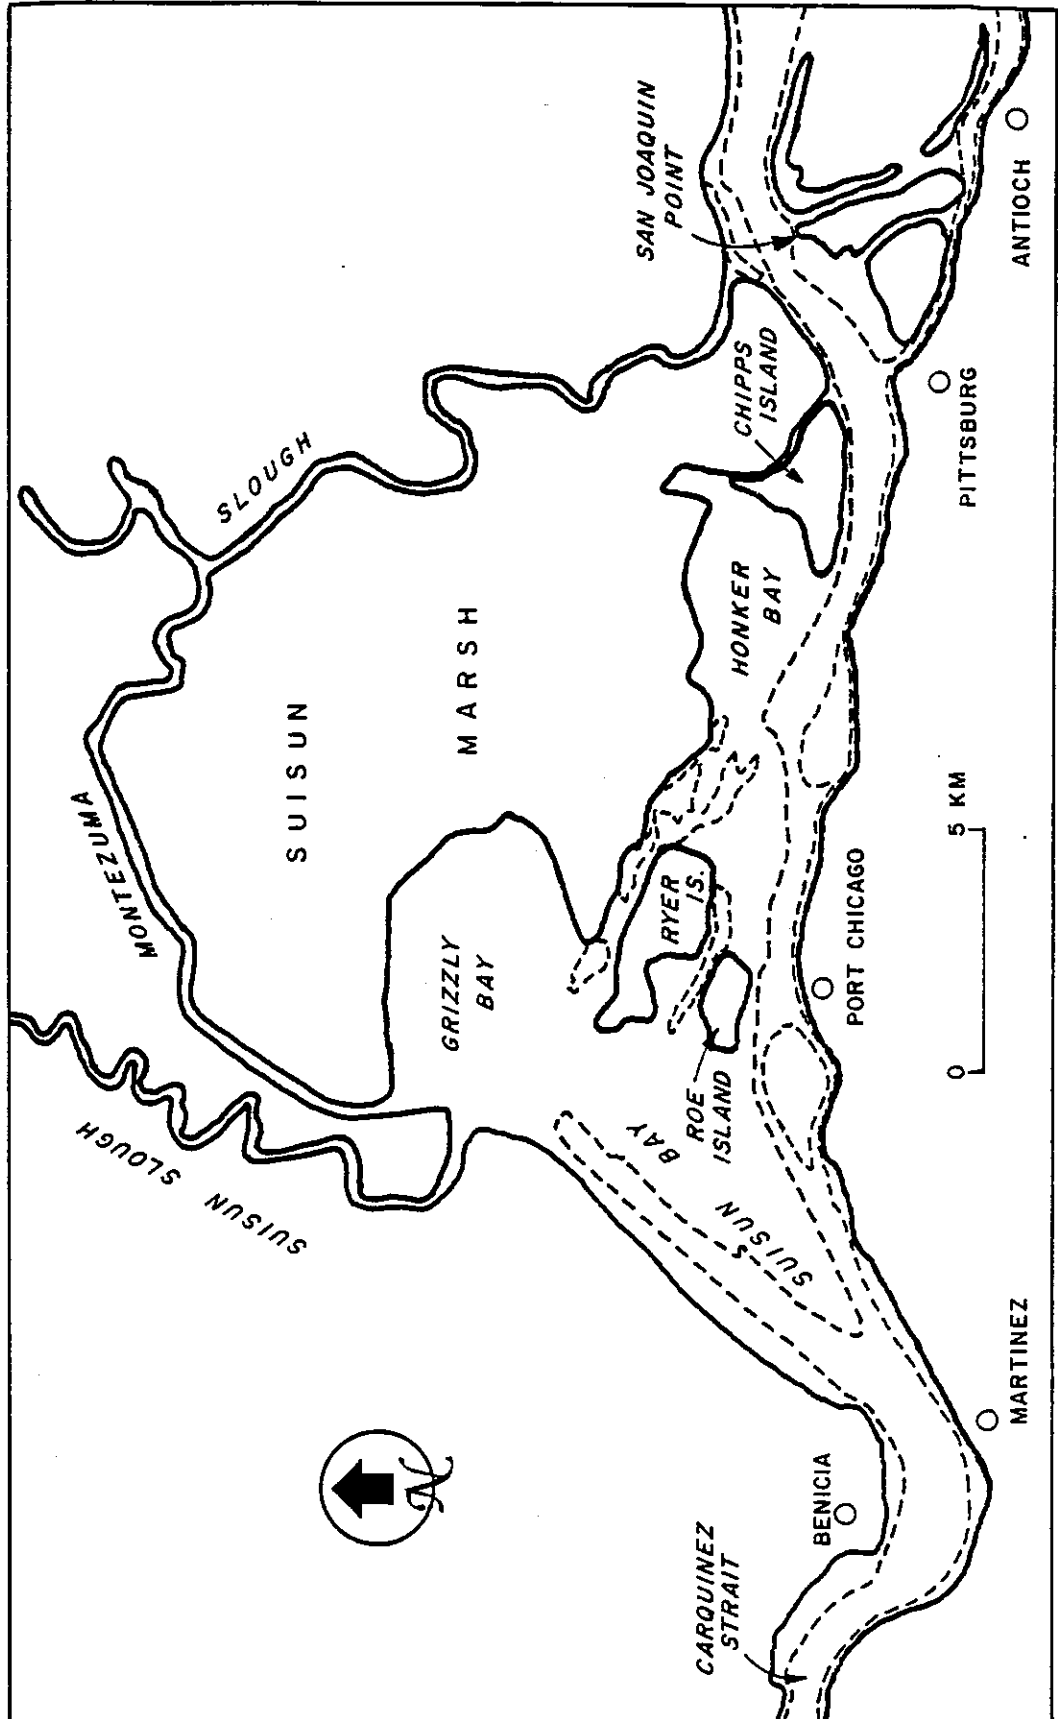 MONTEZUMA
SLOUGH
SUISUN SLOUGH
SUISUN
MARSH
GRIZZLY
BAY
N
SAN JOAQUIN
POINT
CHIPPS
ISLAND
HONKER
BAY
RYER
IS.
ROE
ISLAND
SUISUN BAY
CARQUINEZ
STRAIT
BENICIA
MARTINEZ
PORT CHICAGO
PITTSBURG
ANTIOCH
0 5 KM